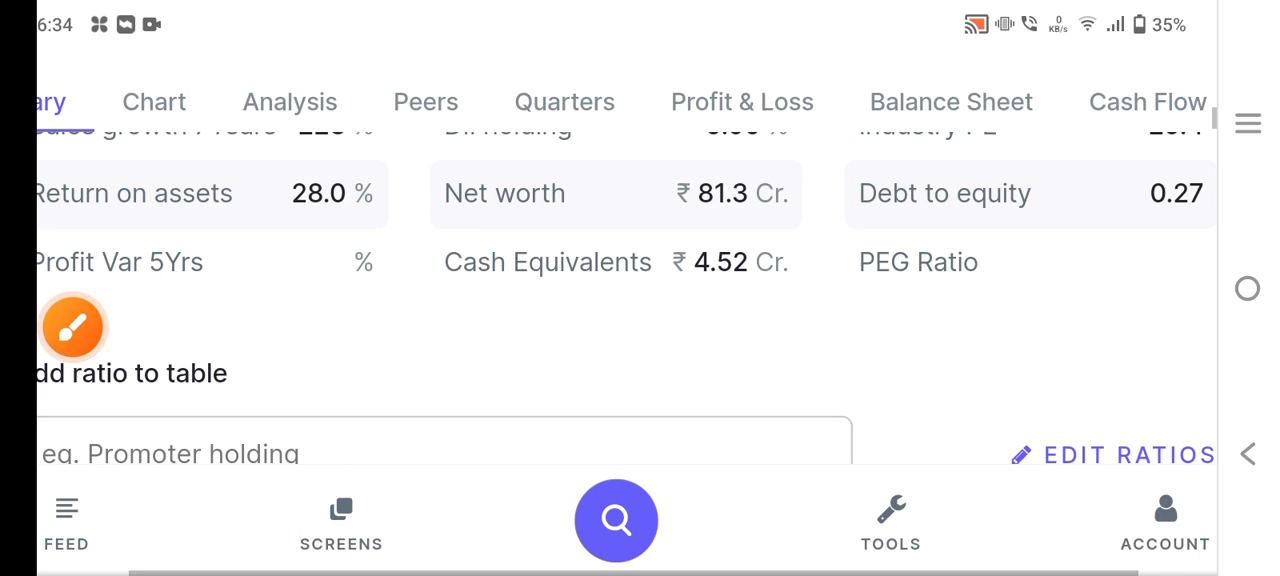 6:34 0 KB/s 35%
ary Chart Analysis Peers Quarters Profit & Loss Balance Sheet Cash Flow
Return on assets 28.0 % Net worth ₹ 81.3 Cr. Debt to equity 0.27
Profit Var 5Yrs % Cash Equivalents ₹ 4.52 Cr. PEG Ratio
dd ratio to table
eg. Promoter holding
EDIT RATIOS
FEED SCREENS TOOLS ACCOUNT